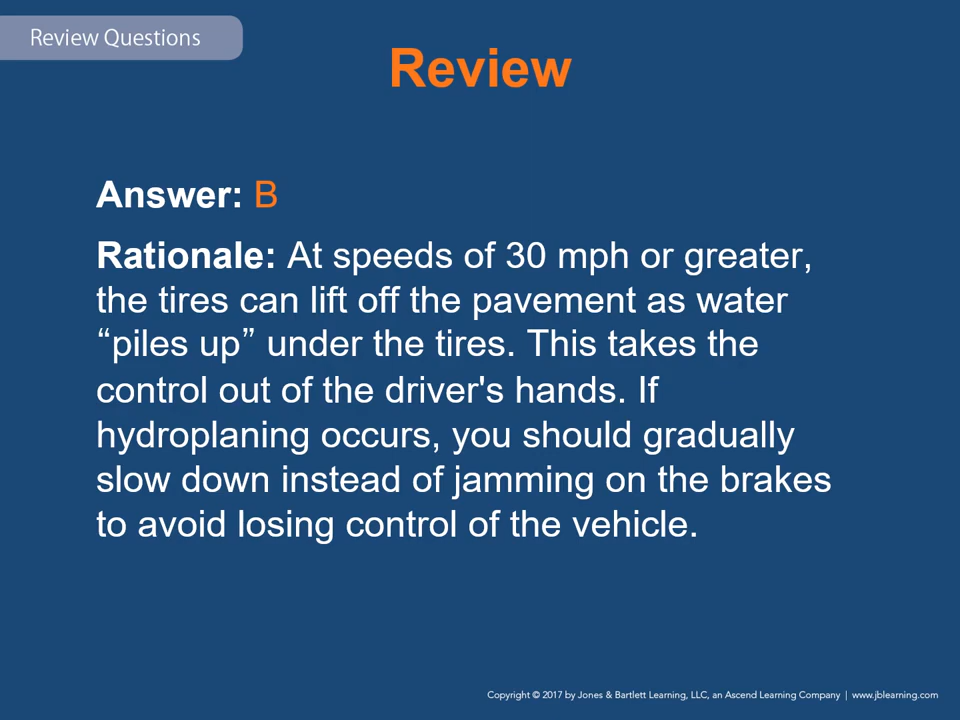 Review Questions
Review
Answer: B
Rationale: At speeds of 30 mph or greater,
the tires can lift off the pavement as water
“piles up” under the tires. This takes the
control out of the driver's hands. If
hydroplaning occurs, you should gradually
slow down instead of jamming on the brakes
to avoid losing control of the vehicle.
Copyright © 2017 by Jones & Bartlett Learning, LLC, an Ascend Learning Company | www.jblearning.com